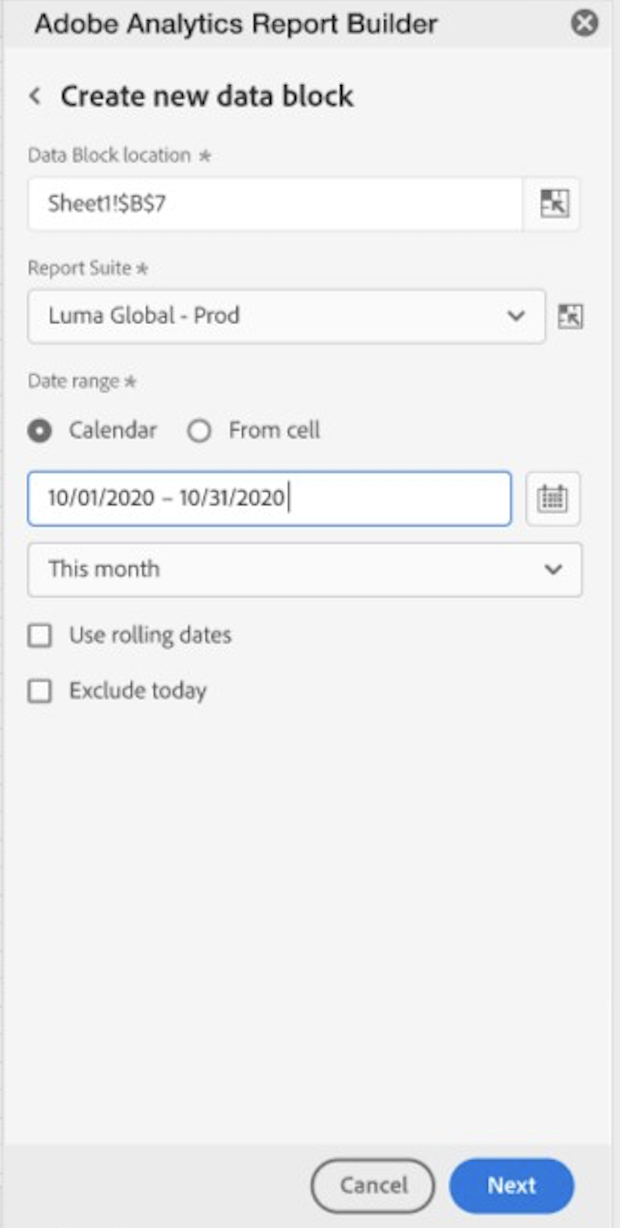 Adobe Analytics Report Builder
Create new data block
Data Block location *
Sheet1!$B$7
Report Suite *
Luma Global - Prod
Date range *
Calendar From cell
10/01/2020 – 10/31/2020
This month
Use rolling dates
Exclude today
Cancel Next